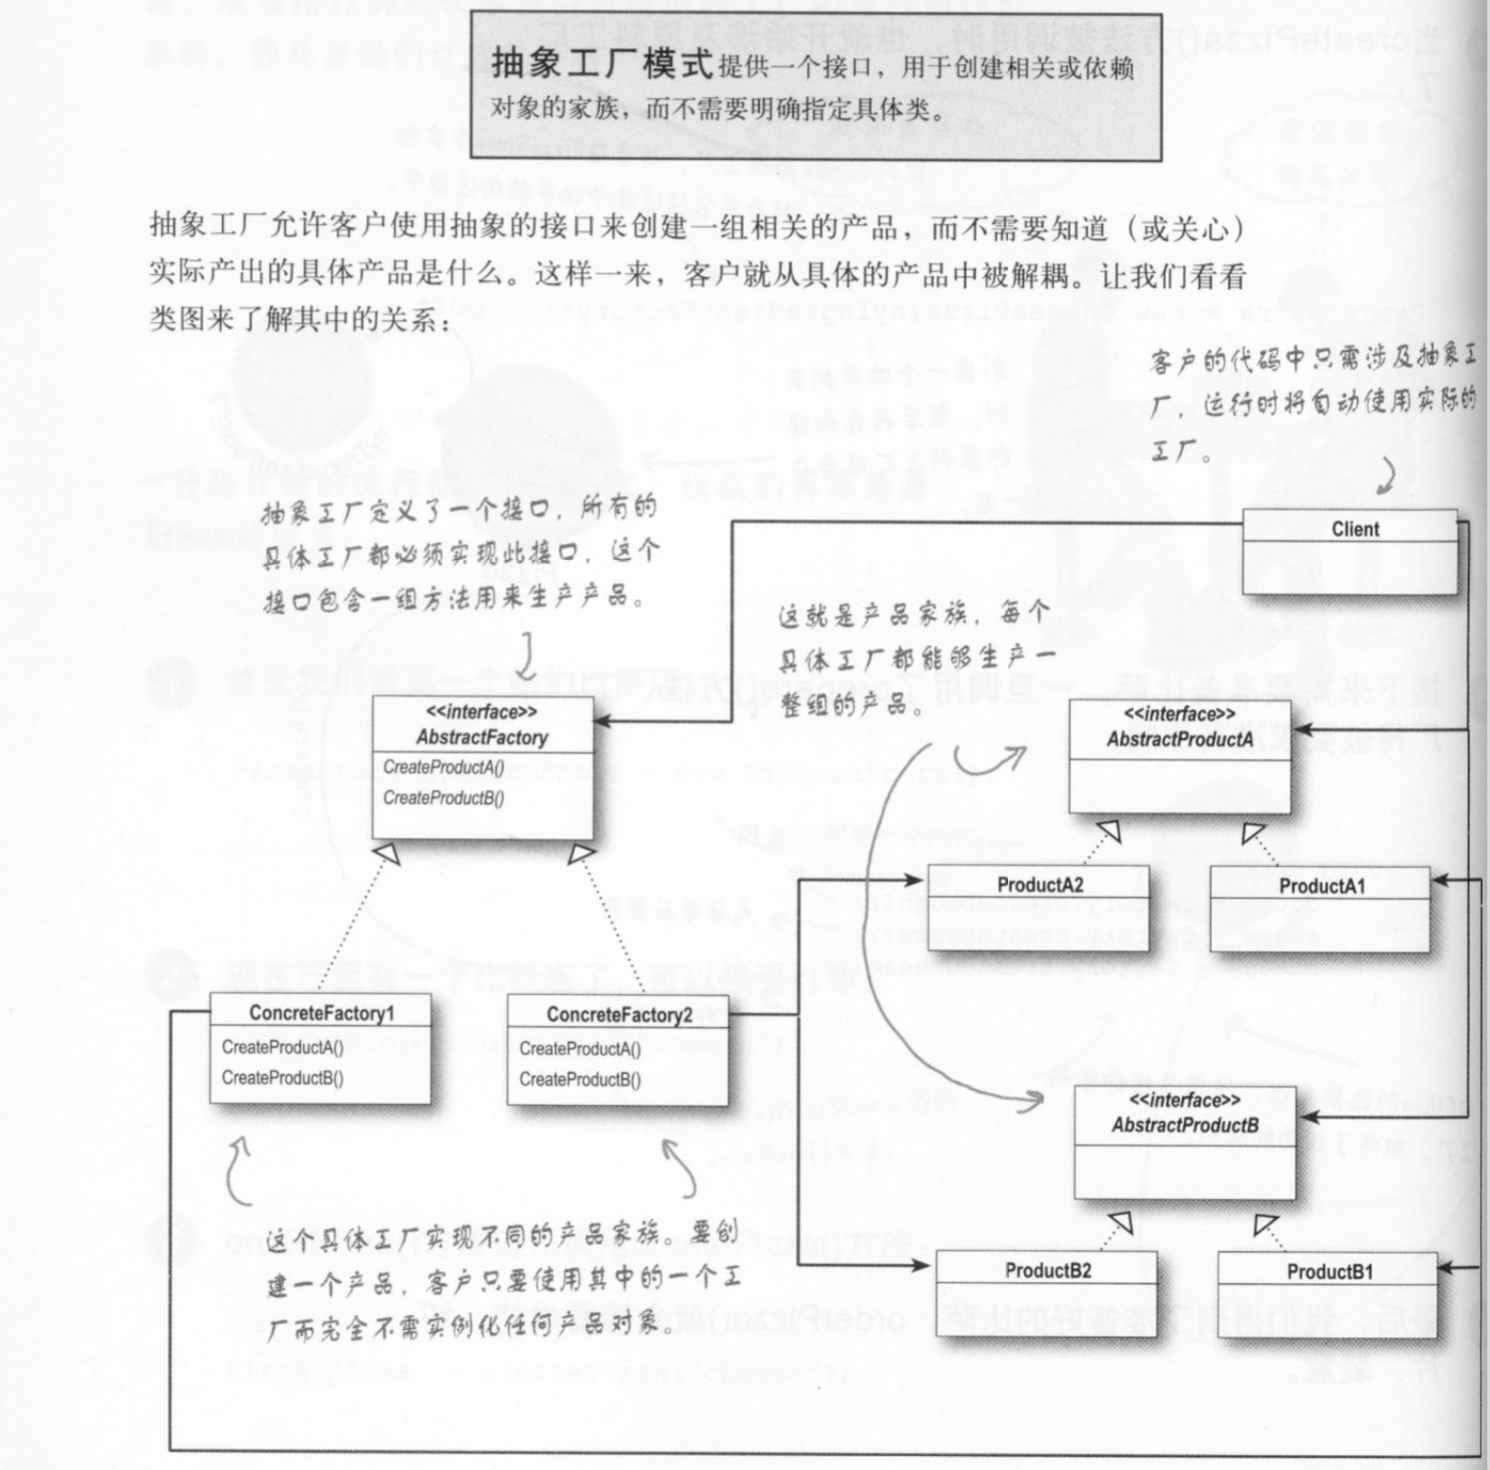 抽象工厂模式提供一个接口，用于创建相关或依赖
对象的家族，而不需要明确指定具体类。
抽象工厂允许客户使用抽象的接口来创建一组相关的产品，而不需要知道（或关心）
实际产出的具体产品是什么。这样一来，客户就从具体的产品中被解耦。让我们看看
类图来了解其中的关系：
客户的代码中只需涉及抽象工
厂，运行时将自动使用实际的
工厂。
抽象工厂定义了一个接口，所有的
具体工厂都必须实现此接口，这个
接口包含一组方法用来生产产品。
Client
这就是产品家族，每个
具体工厂都能够生产一
整组的产品。
<<interface>>
AbstractFactory
CreateProductA()
CreateProductB()
<<interface>>
AbstractProductA
ProductA2
ProductA1
ConcreteFactory1
CreateProductA()
CreateProductB()
ConcreteFactory2
CreateProductA()
CreateProductB()
<<interface>>
AbstractProductB
ProductB2
ProductB1
这个具体工厂实现不同的产品家族。要创
建一个产品，客户只要使用其中的一个工
厂而完全不需实例化任何产品对象。